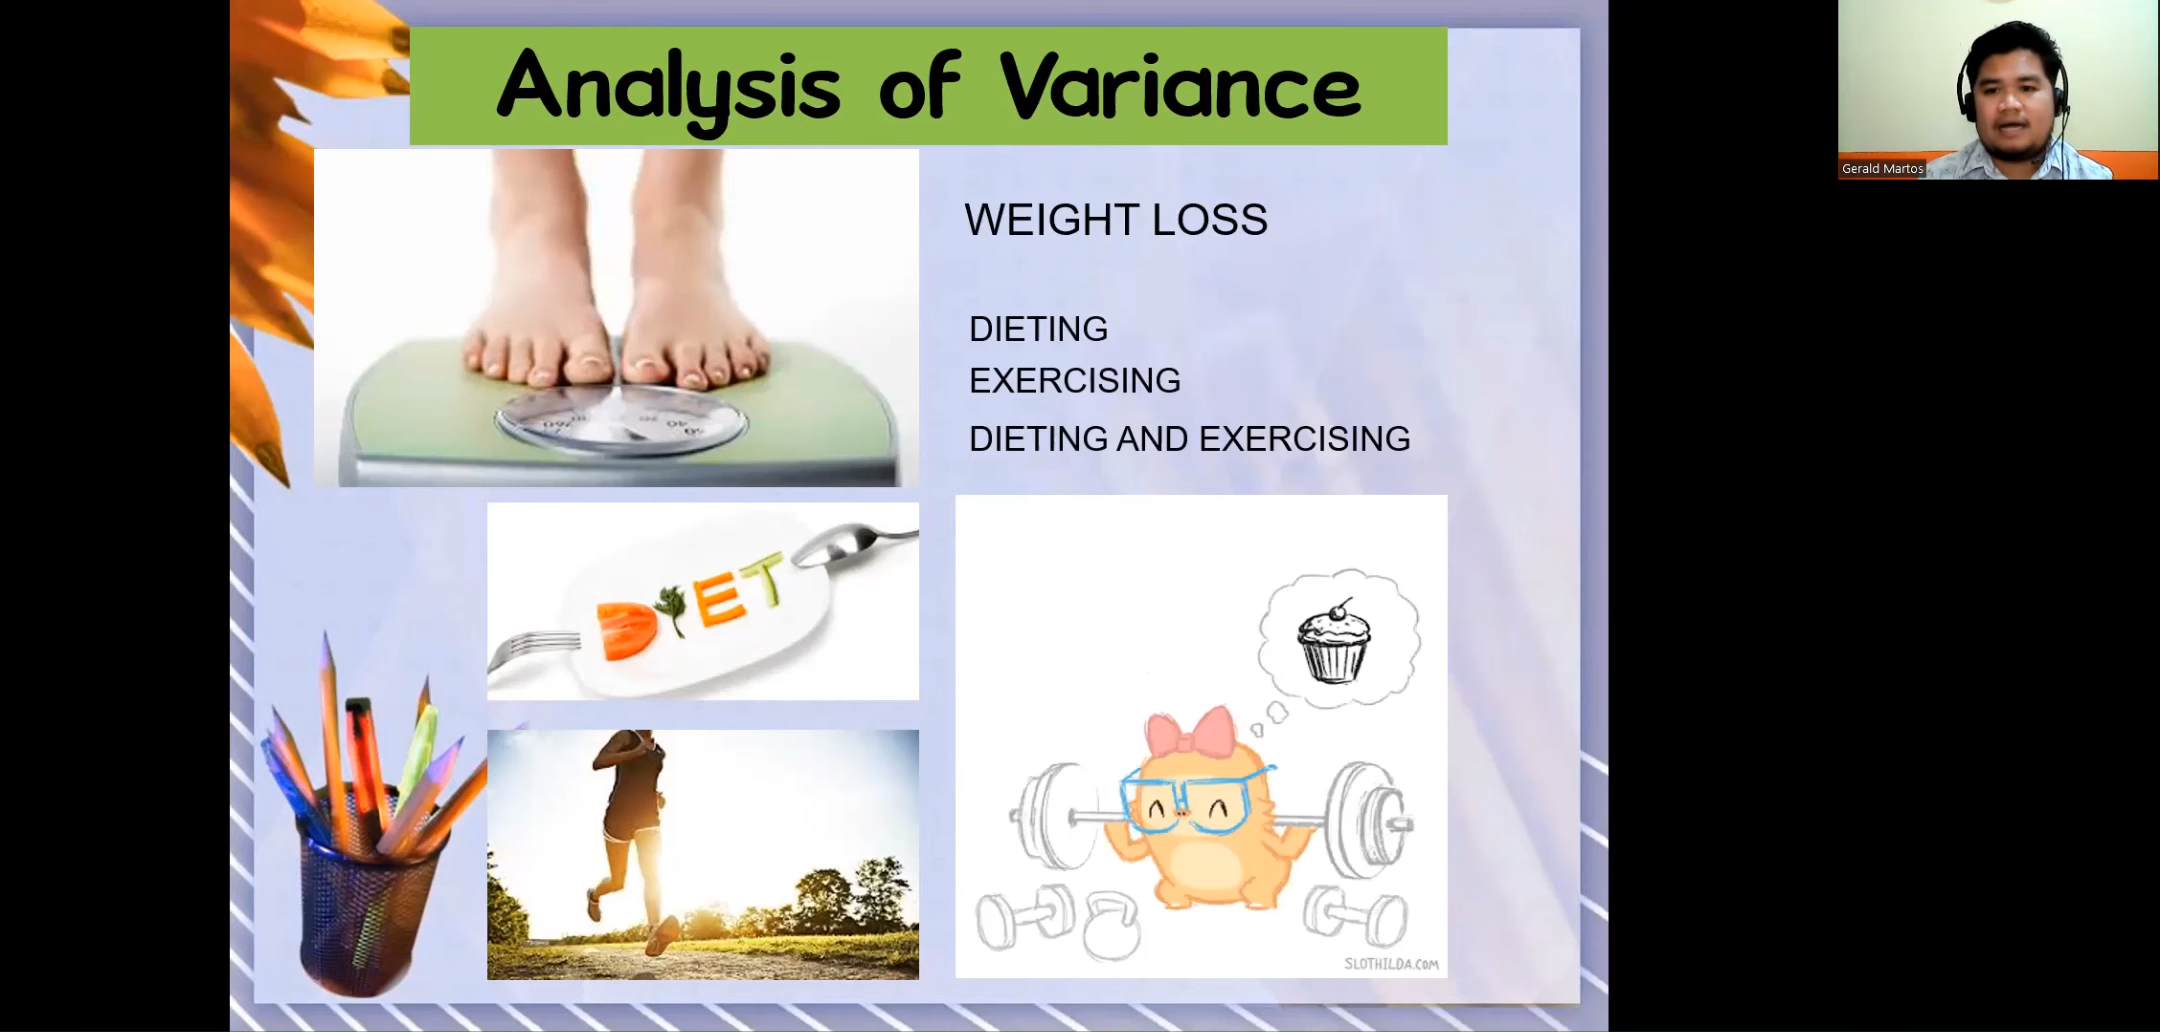 Analysis of Variance
WEIGHT LOSS
DIETING
EXERCISING
DIETING AND EXERCISING
DIET
SLOTHILDA.COM
Gerald Martos